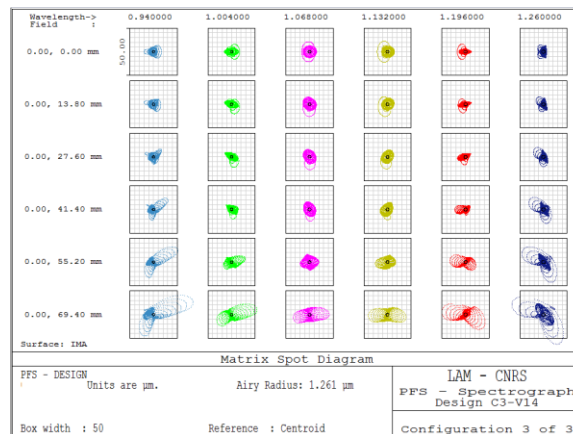 Wavelength-> 0.940000 1.004000 1.068000 1.132000 1.196000 1.260000
Field :
0.00, 0.00 mm 50.00
0.00, 13.80 mm
0.00, 27.60 mm
0.00, 41.40 mm
0.00, 55.20 mm
0.00, 69.40 mm
Surface: IMA
Matrix Spot Diagram
PFS - DESIGN
Units are µm. Airy Radius: 1.261 µm
Box width : 50 Reference : Centroid
LAM - CNRS
PFS - Spectrograph
Design C3-V14
Configuration 3 of 3